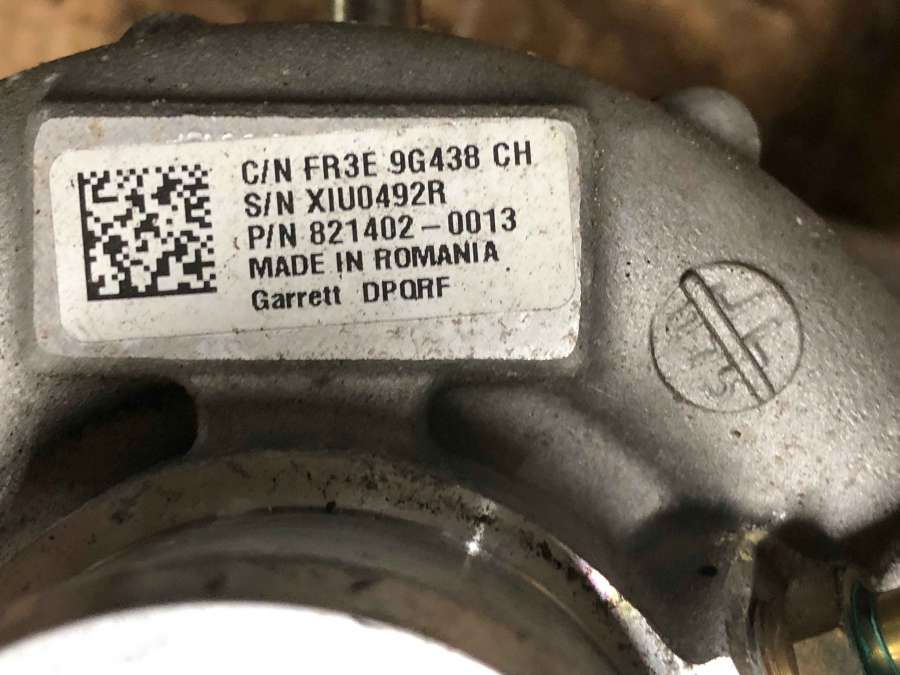 C/N FR3E 9G438 CH
S/N XIU0492R
P/N 821402-0013
MADE IN ROMANIA
Garrett DPQRF